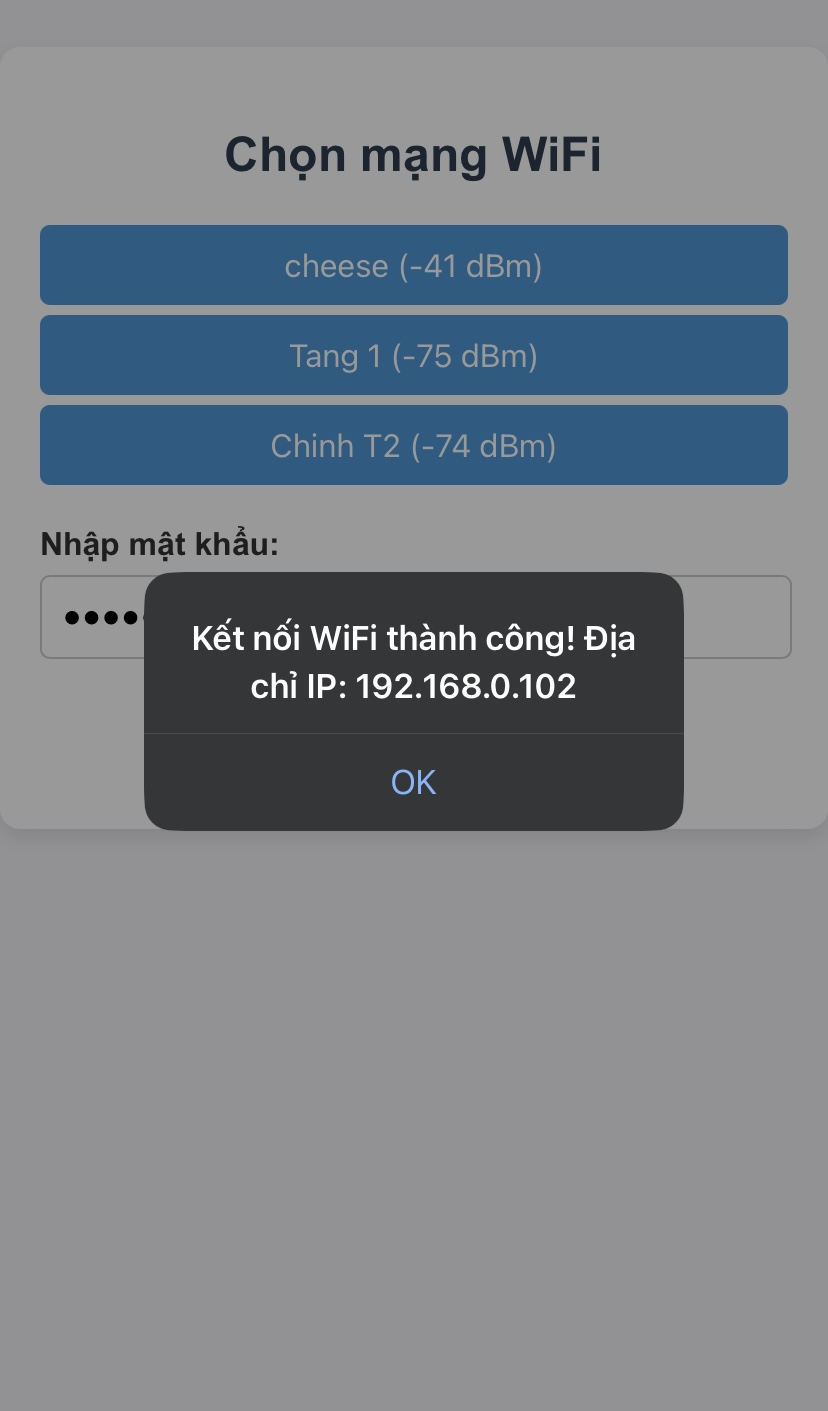 Chọn mạng WiFi
cheese (-41 dBm)
Tang 1 (-75 dBm)
Chinh T2 (-74 dBm)
Nhập mật khẩu:
Kết nối WiFi thành công! Địa
chỉ IP: 192.168.0.102
OK